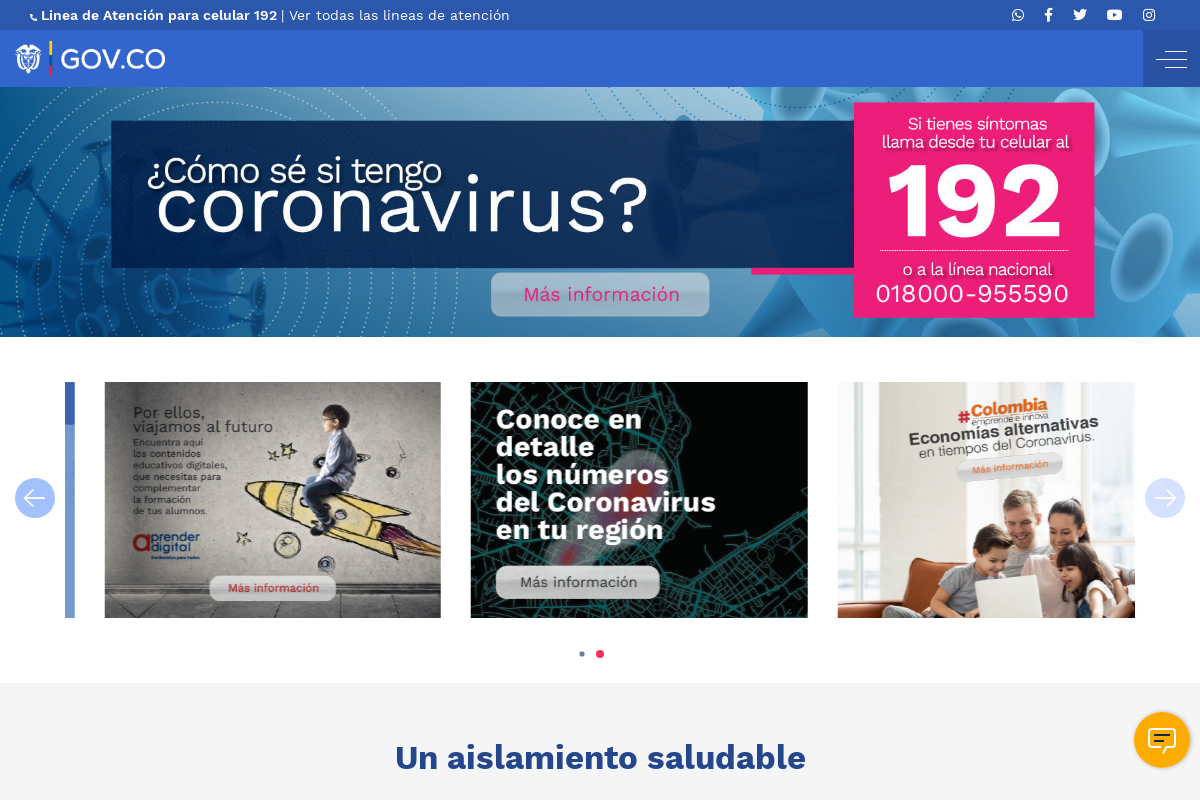 Linea de Atención para celular 192 | Ver todas las lineas de atención
GOV.CO
¿Cómo sé si tengo
coronavirus?
Más información
Si tienes síntomas
llama desde tu celular al
192
o a la línea nacional
018000-955590
Por ellos,
viajamos al futuro
Encuentra aquí
los contenidos
educativos digitales,
que necesitas para
complementar
la formación
de tus alumnos.
aprender
digital
Contenidos para todos
Más información
Conoce en
detalle
los números
del Coronavirus
en tu región
Más información
#Colombia
emprende e innova
Economías alternativas
en tiempos del Coronavirus.
Más información
Un aislamiento saludable